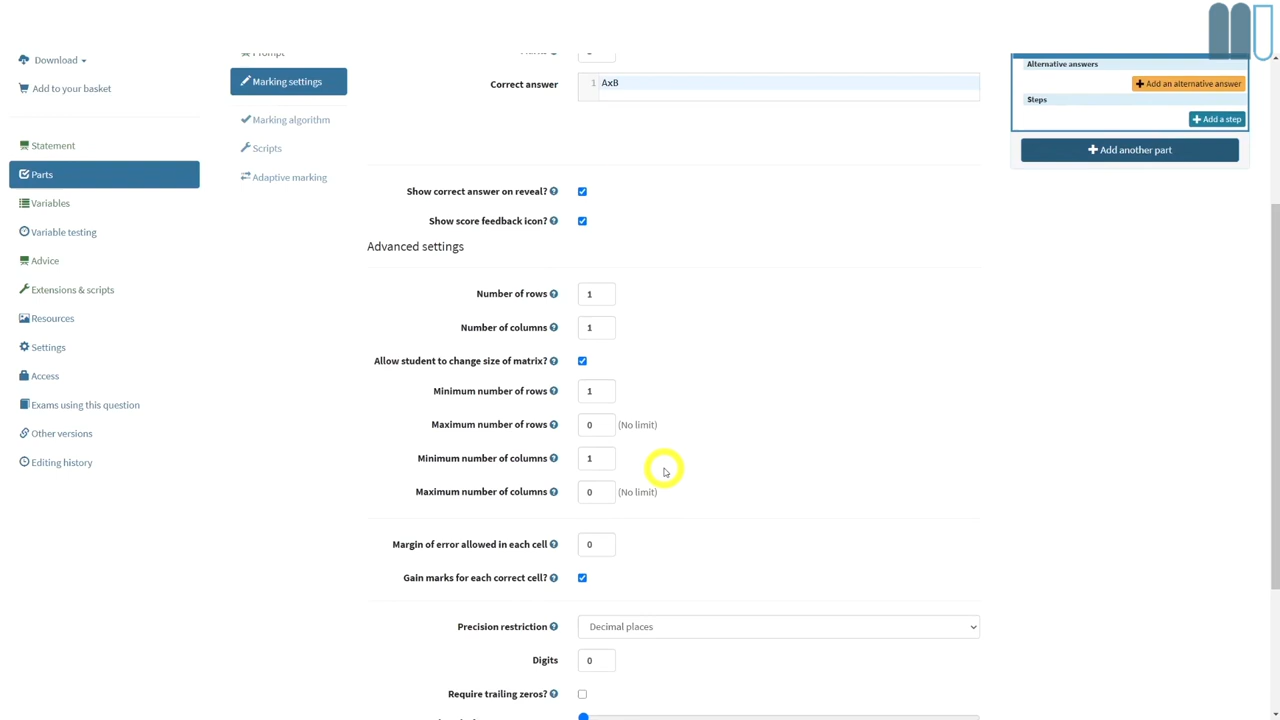 Download
Add to your basket
Statement
Parts
Variables
Variable testing
Advice
Extensions & scripts
Resources
Settings
Access
Exams using this question
Other versions
Editing history
Marking settings
Marking algorithm
Scripts
Adaptive marking
Correct answer
1 AxB
Show correct answer on reveal?
Show score feedback icon?
Advanced settings
Number of rows 1
Number of columns 1
Allow student to change size of matrix?
Minimum number of rows 1
Maximum number of rows 0 (No limit)
Minimum number of columns 1
Maximum number of columns 0 (No limit)
Margin of error allowed in each cell 0
Gain marks for each correct cell?
Precision restriction Decimal places
Digits 0
Require trailing zeros?
Alternative answers
Add an alternative answer
Steps
Add a step
Add another part